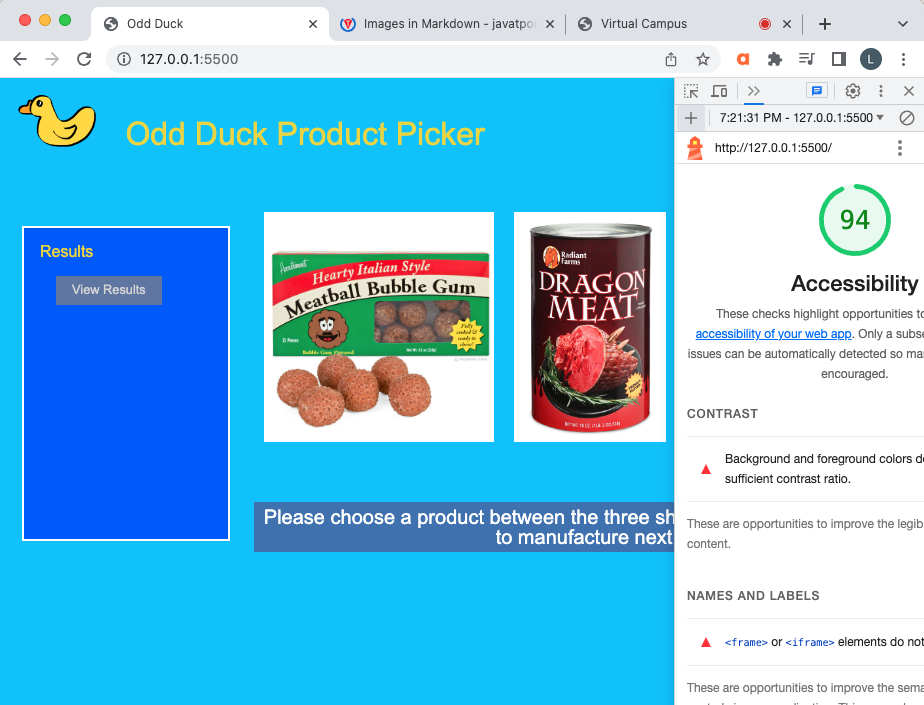 Odd Duck
Images in Markdown - javatpoi
Virtual Campus
127.0.0.1:5500
L
7:21:31 PM - 127.0.0.1:5500
http://127.0.0.1:5500/
Odd Duck Product Picker
Results
View Results
Hearty Italian Style
Meatball Bubble Gum
Fully
cooked &
ready to
chew!
Bubble Gum Flavored
Radiant
Farms
DRAGON
MEAT
Please choose a product between the three sh
to manufacture next
94
Accessibility
These checks highlight opportunities to
accessibility of your web app. Only a subse
issues can be automatically detected so ma
encouraged.
CONTRAST
Background and foreground colors do
sufficient contrast ratio.
These are opportunities to improve the legib
content.
NAMES AND LABELS
<frame> or <iframe> elements do not
These are opportunities to improve the sema